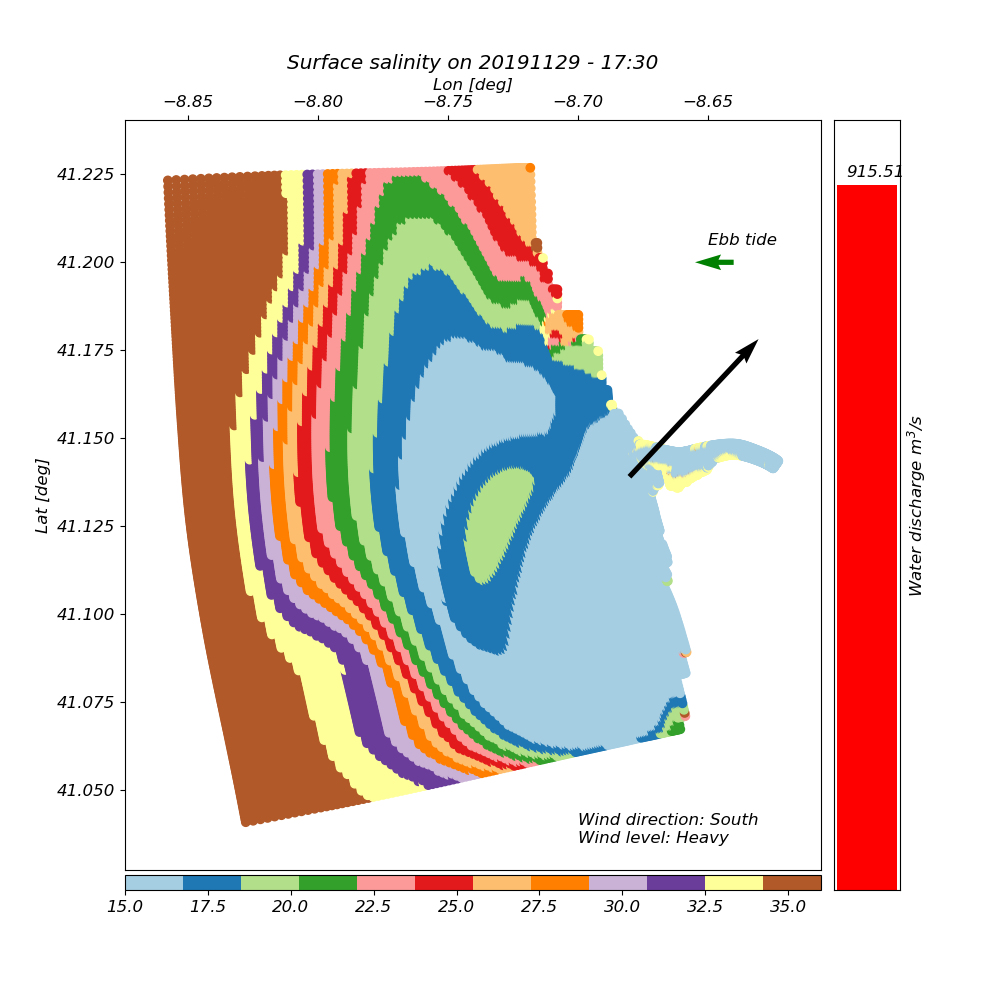 Surface salinity on 20191129 - 17:30
Lon [deg]
−8.85 −8.80 −8.75 −8.70 −8.65
915.51
41.225
41.200
41.175
41.150
41.125
41.100
41.075
41.050
Lat [deg]
Ebb tide
Water discharge m³/s
Wind direction: South
Wind level: Heavy
15.0 17.5 20.0 22.5 25.0 27.5 30.0 32.5 35.0